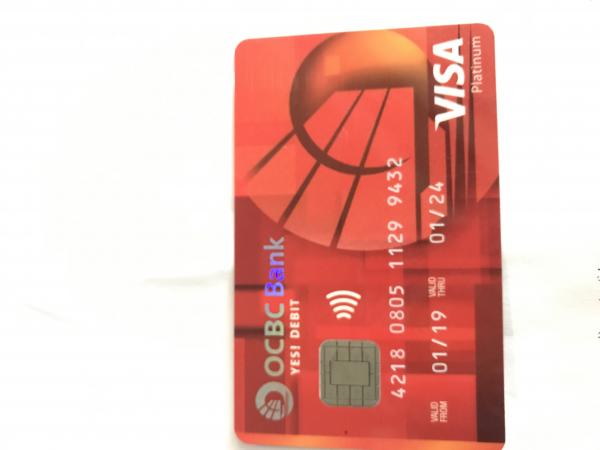 OCBC Bank
YES! DEBIT
4218 0805 1129 9432
VALID FROM 01/19 VALID THRU 01/24
VISA
Platinum